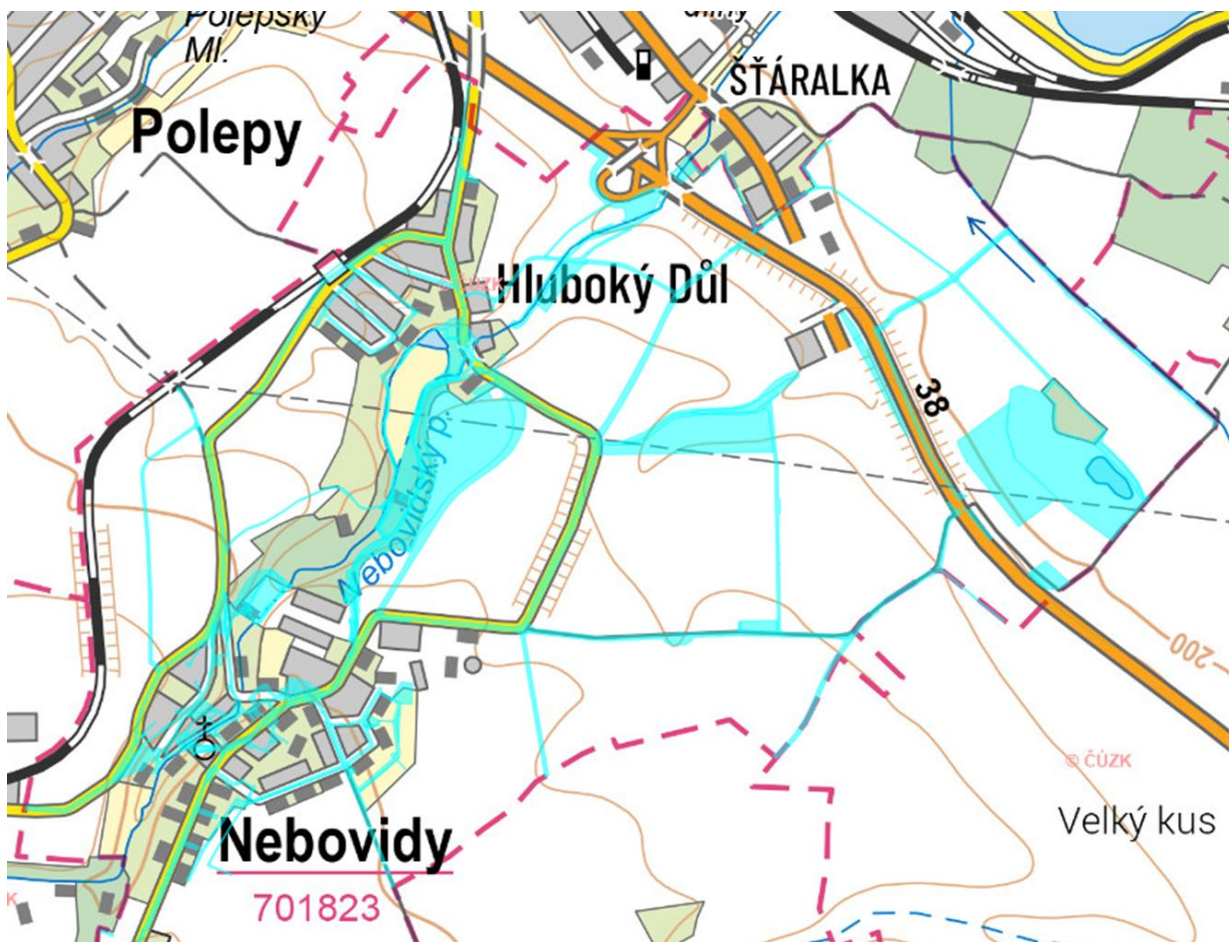 Polepský
Ml.
Polepy
ŠŤÁRALKA
Hluboký Důl
38
Nebovidský p.
200
© ČÚZK
Velký kus
Nebovidy
701823